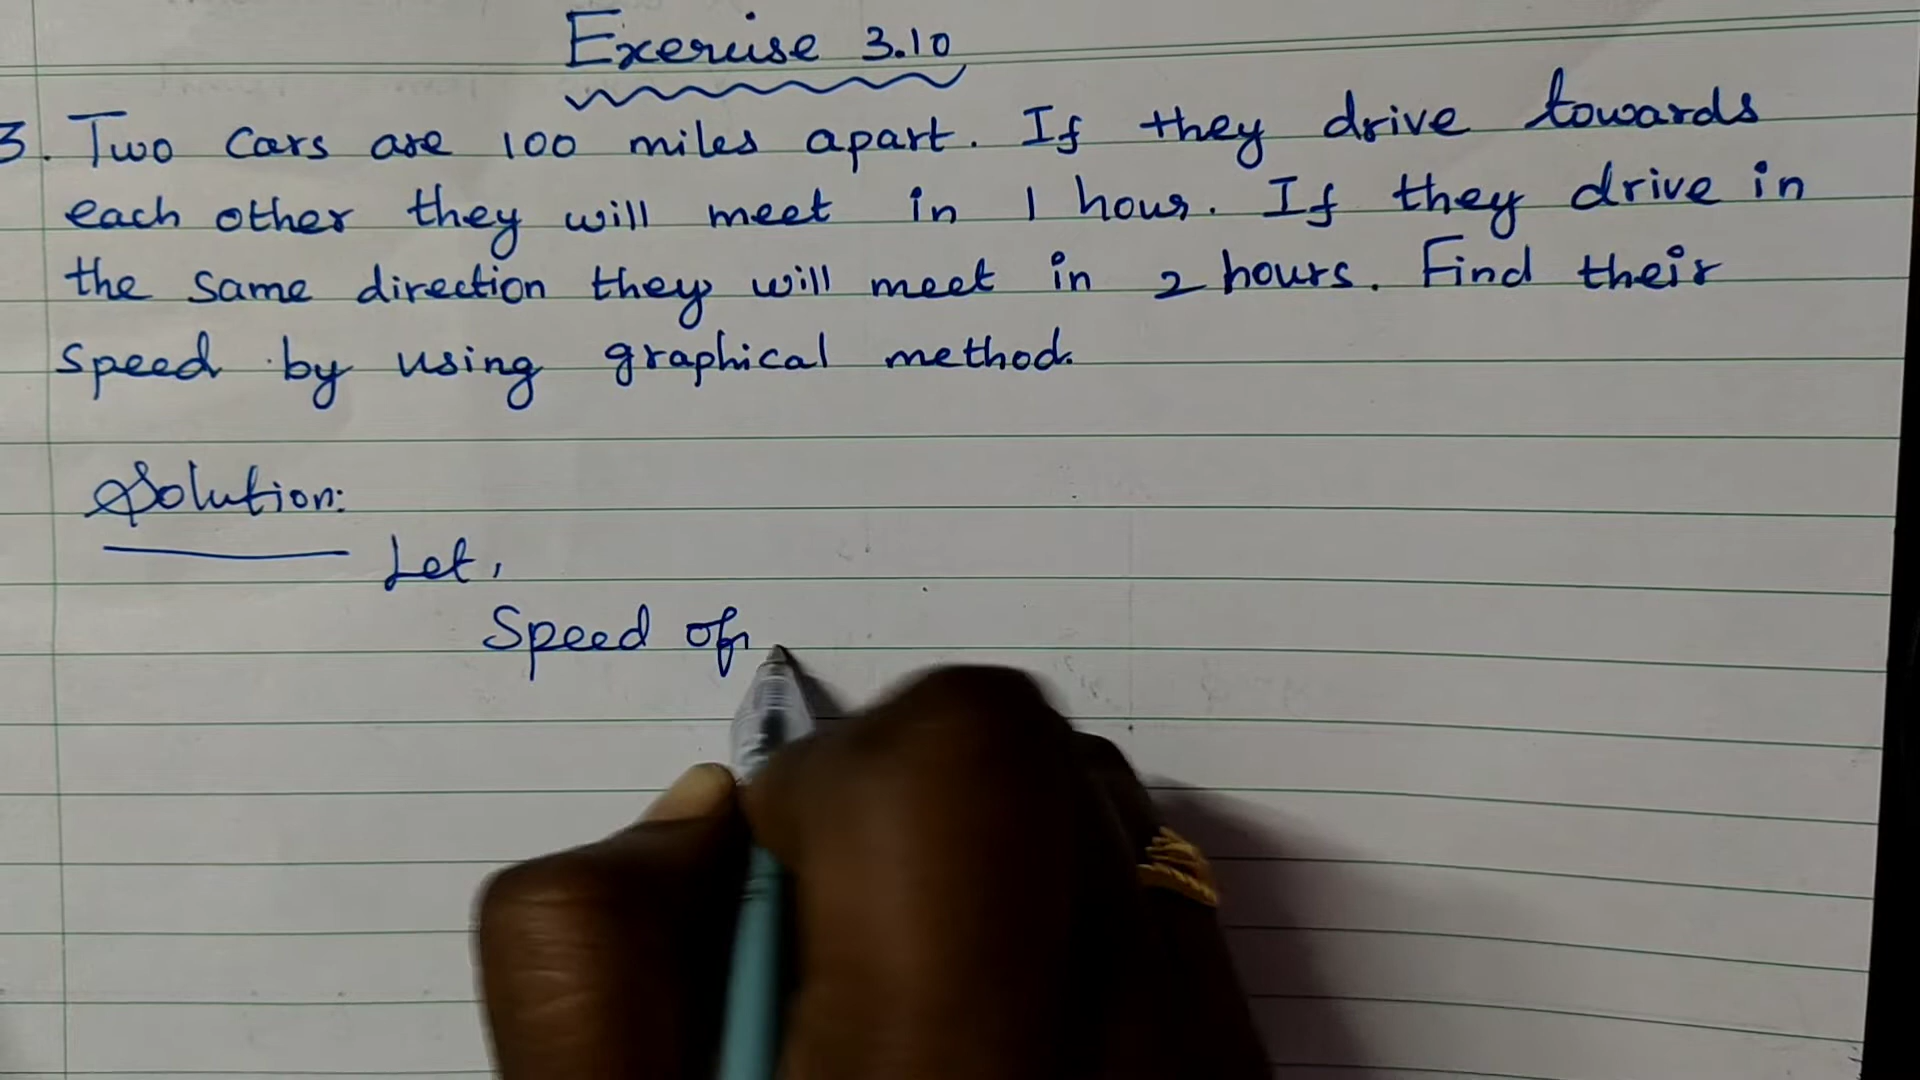 Exercise 3.10
3. Two cars are 100 miles apart. If they drive towards
each other they will meet in 1 hour. If they drive in
the same direction they will meet in 2 hours. Find their
speed by using graphical method.
Solution:
Let,
Speed of